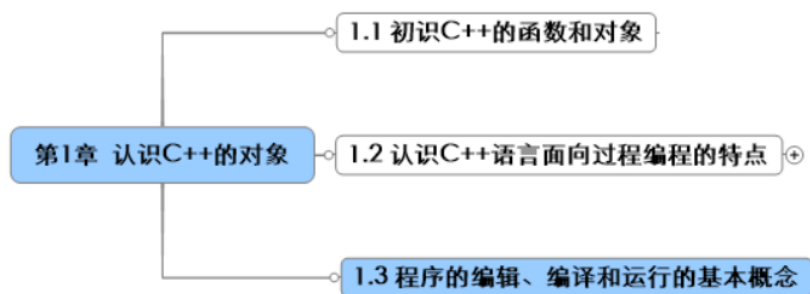 1.1 初识C++的函数和对象
第1章 认识C++的对象
1.2 认识C++语言面向过程编程的特点
1.3 程序的编辑、编译和运行的基本概念